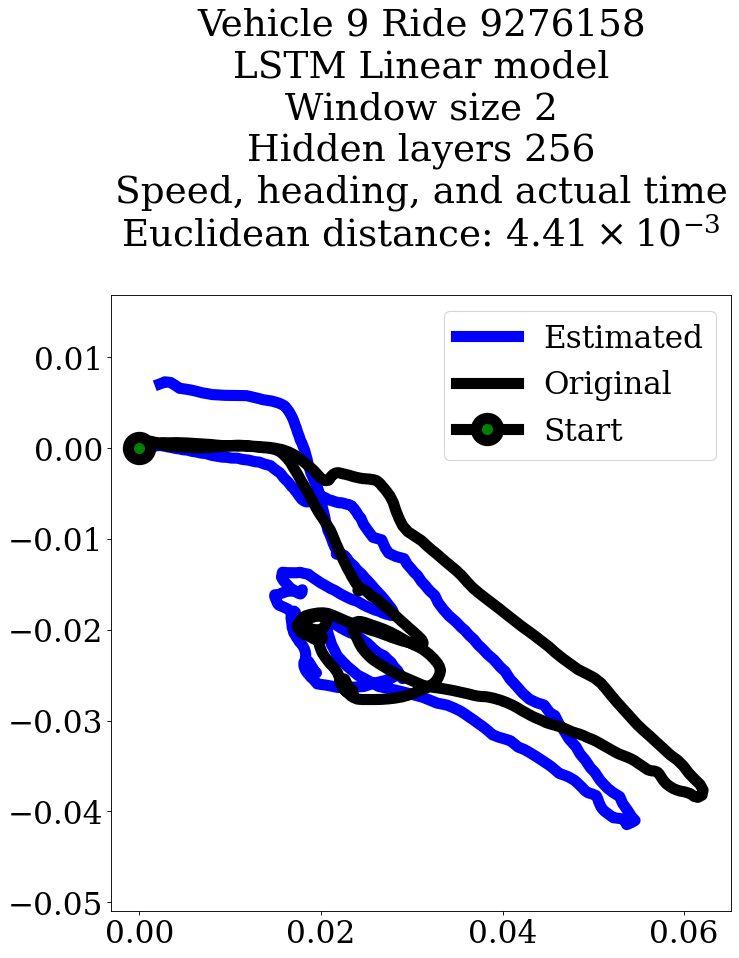 Vehicle 9 Ride 9276158
LSTM Linear model
Window size 2
Hidden layers 256
Speed, heading, and actual time
Euclidean distance: 4.41 × 10⁻³
Estimated
Original
Start
0.01
0.00
−0.01
−0.02
−0.03
−0.04
−0.05
0.00 0.02 0.04 0.06